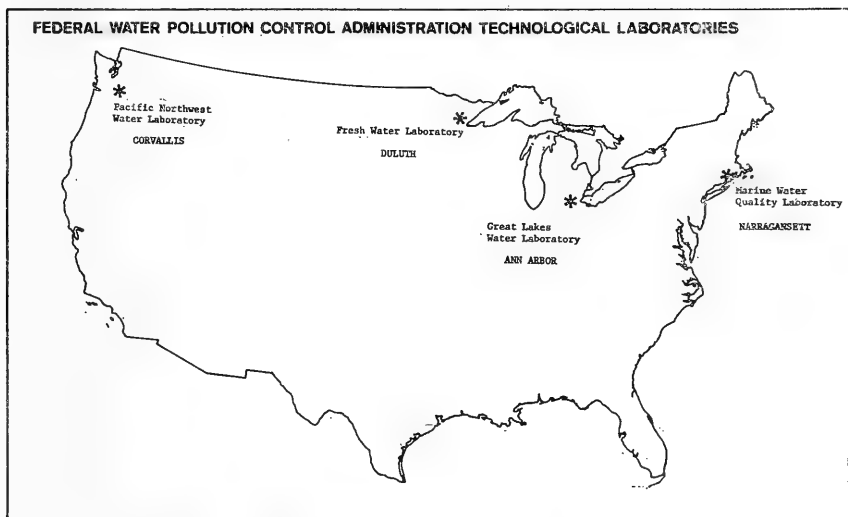 FEDERAL WATER POLLUTION CONTROL ADMINISTRATION TECHNOLOGICAL LABORATORIES
Pacific Northwest
Water Laboratory
CORVALLIS
Fresh Water Laboratory
DULUTH
Great Lakes
Water Laboratory
ANN ARBOR
Marine Water
Quality Laboratory
NARRAGANSETT